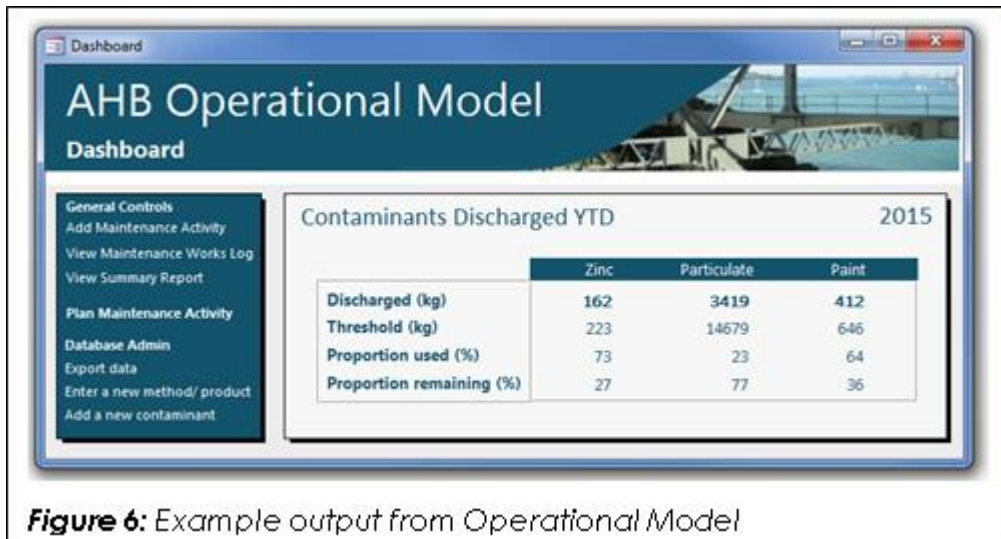 Dashboard
AHB Operational Model
Dashboard
General Controls
Add Maintenance Activity
View Maintenance Works Log
View Summary Report
Plan Maintenance Activity
Database Admin
Export data
Enter a new method/ product
Add a new contaminant
Contaminants Discharged YTD 2015
Zinc Particulate Paint
Discharged (kg) 162 3419 412
Threshold (kg) 223 14679 646
Proportion used (%) 73 23 64
Proportion remaining (%) 27 77 36
Figure 6: Example output from Operational Model